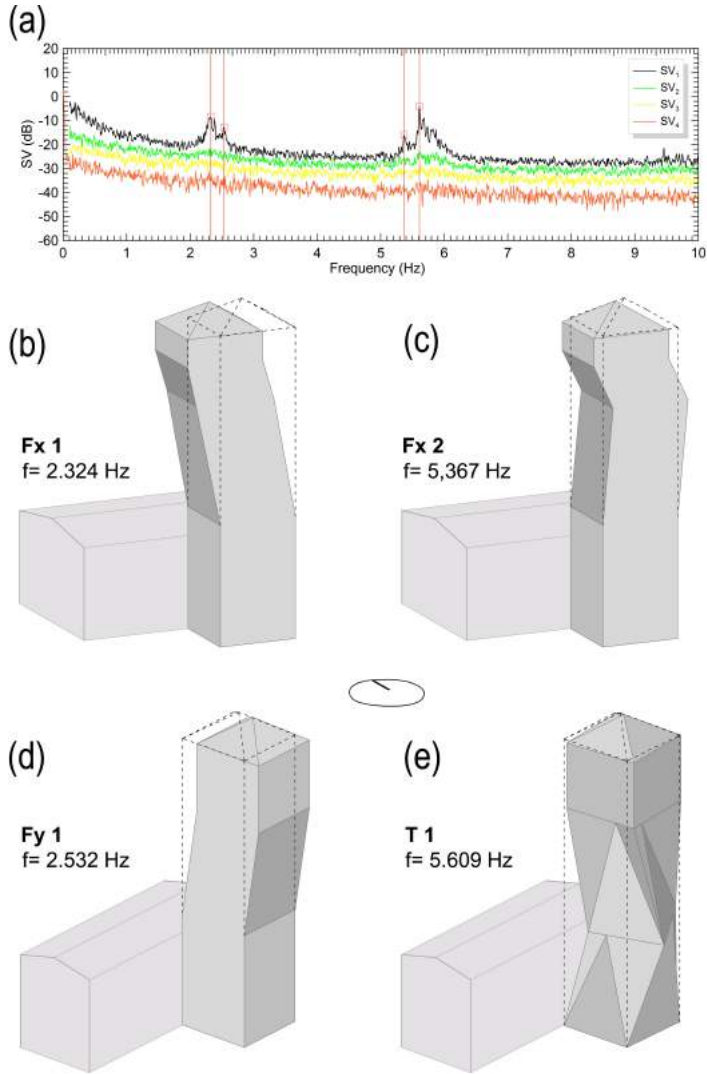 (a)
20
10
0
-10
-20
-30
-40
-50
-60
SV (dB)
SV1
SV2
SV3
SV4
0 1 2 3 4 5 6 7 8 9 10
Frequency (Hz)
(b)
Fx 1
f= 2.324 Hz
(c)
Fx 2
f= 5,367 Hz
(d)
Fy 1
f= 2.532 Hz
(e)
T 1
f= 5.609 Hz